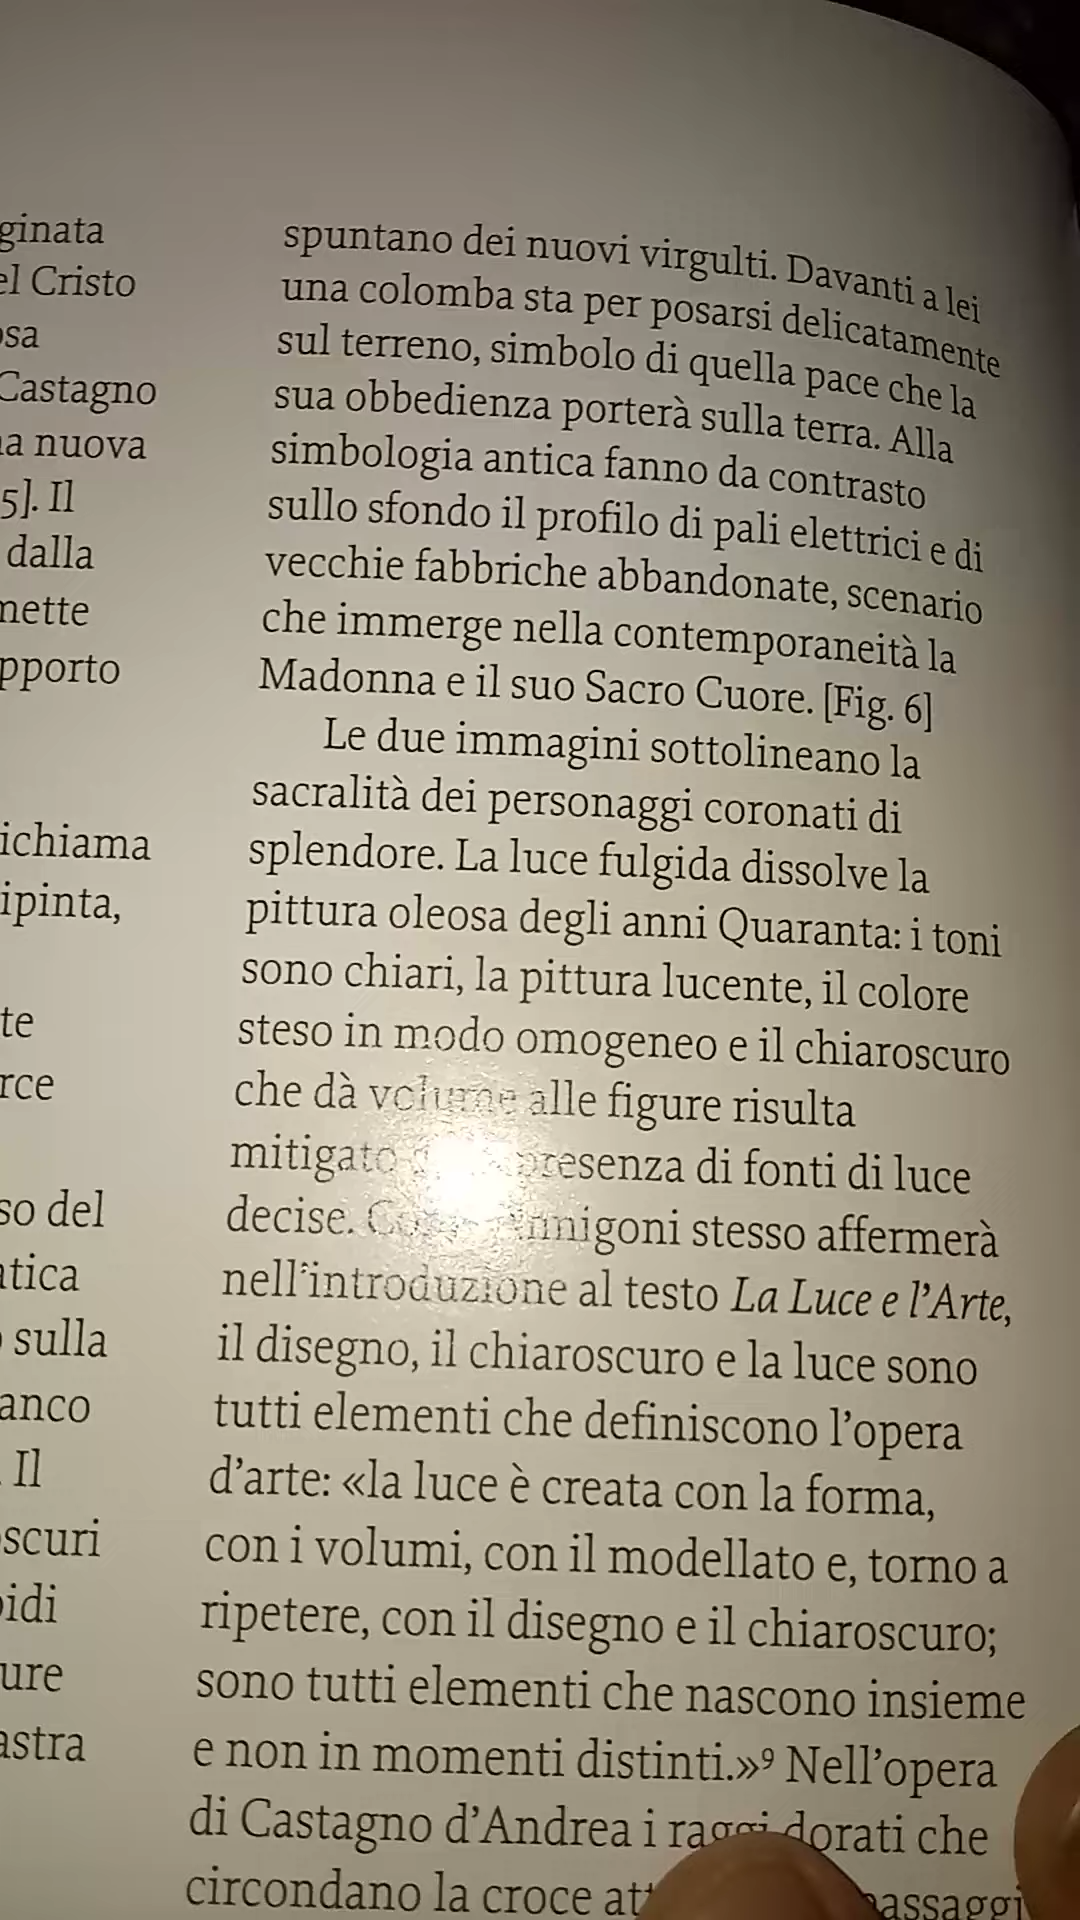 ginata
el Cristo
osa
Castagno
na nuova
5]. Il
dalla
mette
pporto
ichiama
ipinta,
te
rce
so del
atica
sulla
anco
Il
scuri
idi
ure
astra
spuntano dei nuovi virgulti. Davanti a lei
una colomba sta per posarsi delicatamente
sul terreno, simbolo di quella pace che la
sua obbedienza porterà sulla terra. Alla
simbologia antica fanno da contrasto
sullo sfondo il profilo di pali elettrici e di
vecchie fabbriche abbandonate, scenario
che immerge nella contemporaneità la
Madonna e il suo Sacro Cuore. [Fig. 6]
Le due immagini sottolineano la
sacralità dei personaggi coronati di
splendore. La luce fulgida dissolve la
pittura oleosa degli anni Quaranta: i toni
sono chiari, la pittura lucente, il colore
steso in modo omogeneo e il chiaroscuro
che dà volume alle figure risulta
mitigato presenza di fonti di luce
decise. stesso affermerà
nell'introduzione al testo La Luce e l'Arte,
il disegno, il chiaroscuro e la luce sono
tutti elementi che definiscono l'opera
d'arte: «la luce è creata con la forma,
con i volumi, con il modellato e, torno a
ripetere, con il disegno e il chiaroscuro;
sono tutti elementi che nascono insieme
e non in momenti distinti.»⁹ Nell'opera
di Castagno d'Andrea i raggi dorati che
circondano la croce passaggi